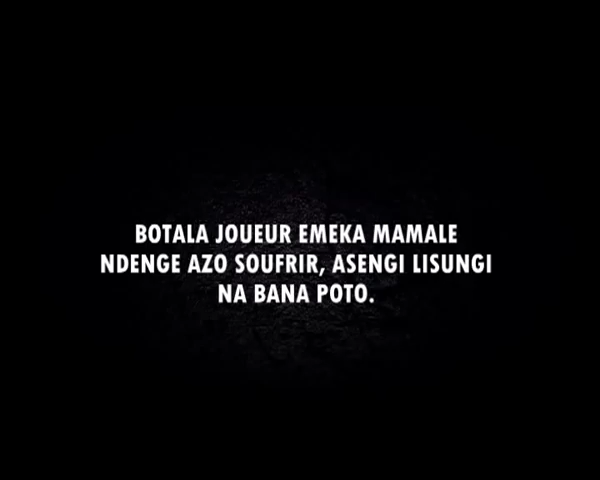 BOTALA JOUEUR EMEKA MAMALE
NDENGE AZO SOUFRIR, ASENGI LISUNGI
NA BANA POTO.